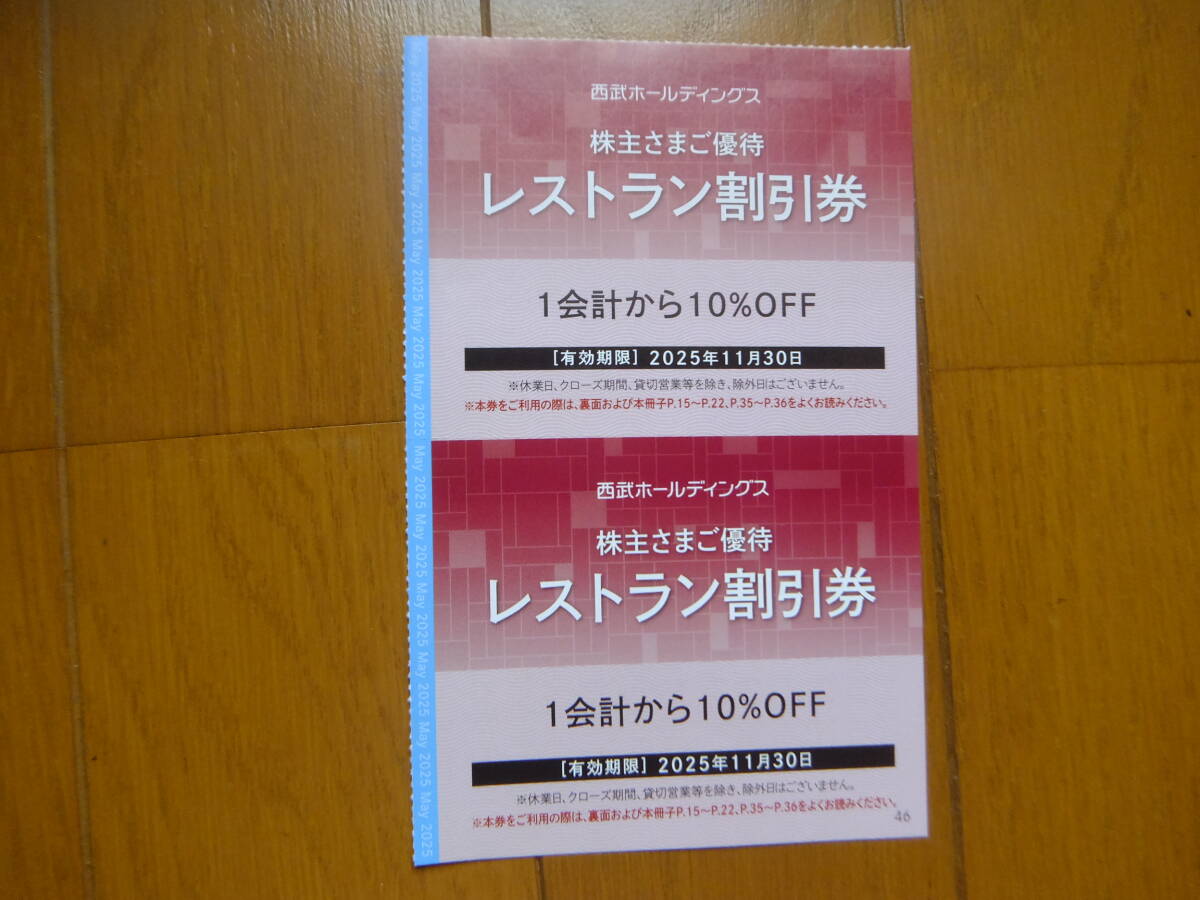 西武ホールディングス
株主さまご優待
レストラン割引券
1会計から10%OFF
[有効期限] 2025年11月30日
※休業日、クローズ期間、貸切営業等を除き、除外日はございません。
※本券をご利用の際は、裏面および本冊子P.15〜P.22、P.35〜P.36をよくお読みください。
西武ホールディングス
株主さまご優待
レストラン割引券
1会計から10%OFF
[有効期限] 2025年11月30日
※休業日、クローズ期間、貸切営業等を除き、除外日はございません。
※本券をご利用の際は、裏面および本冊子P.15〜P.22、P.35〜P.36をよくお読みください。
46
May 2025 May 2025 May 2025 May 2025 May 2025 May 2025 May 2025 May 2025 May 2025 May 2025 May 2025 May 2025